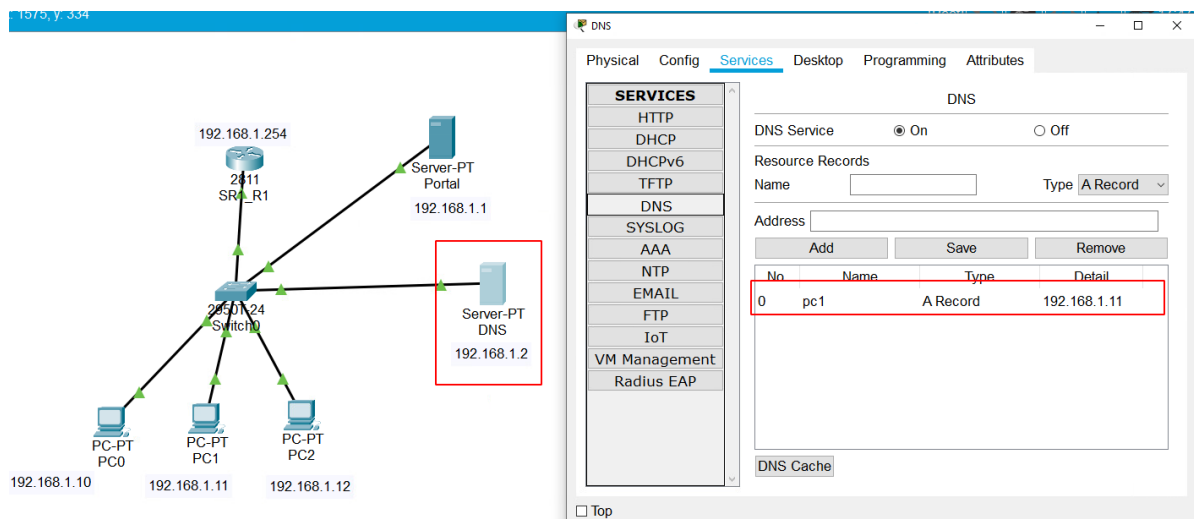 : 1575, y: 334
192.168.1.254
2811
SR1_R1
Server-PT
Portal
192.168.1.1
2950T-24
Switch0
Server-PT
DNS
192.168.1.2
PC-PT
PC0
192.168.1.10
PC-PT
PC1
192.168.1.11
PC-PT
PC2
192.168.1.12
DNS
Physical Config Services Desktop Programming Attributes
SERVICES
HTTP
DHCP
DHCPv6
TFTP
DNS
SYSLOG
AAA
NTP
EMAIL
FTP
IoT
VM Management
Radius EAP
DNS
DNS Service On Off
Resource Records
Name Type A Record
Address
Add Save Remove
No. Name Type Detail
0 pc1 A Record 192.168.1.11
DNS Cache
Top